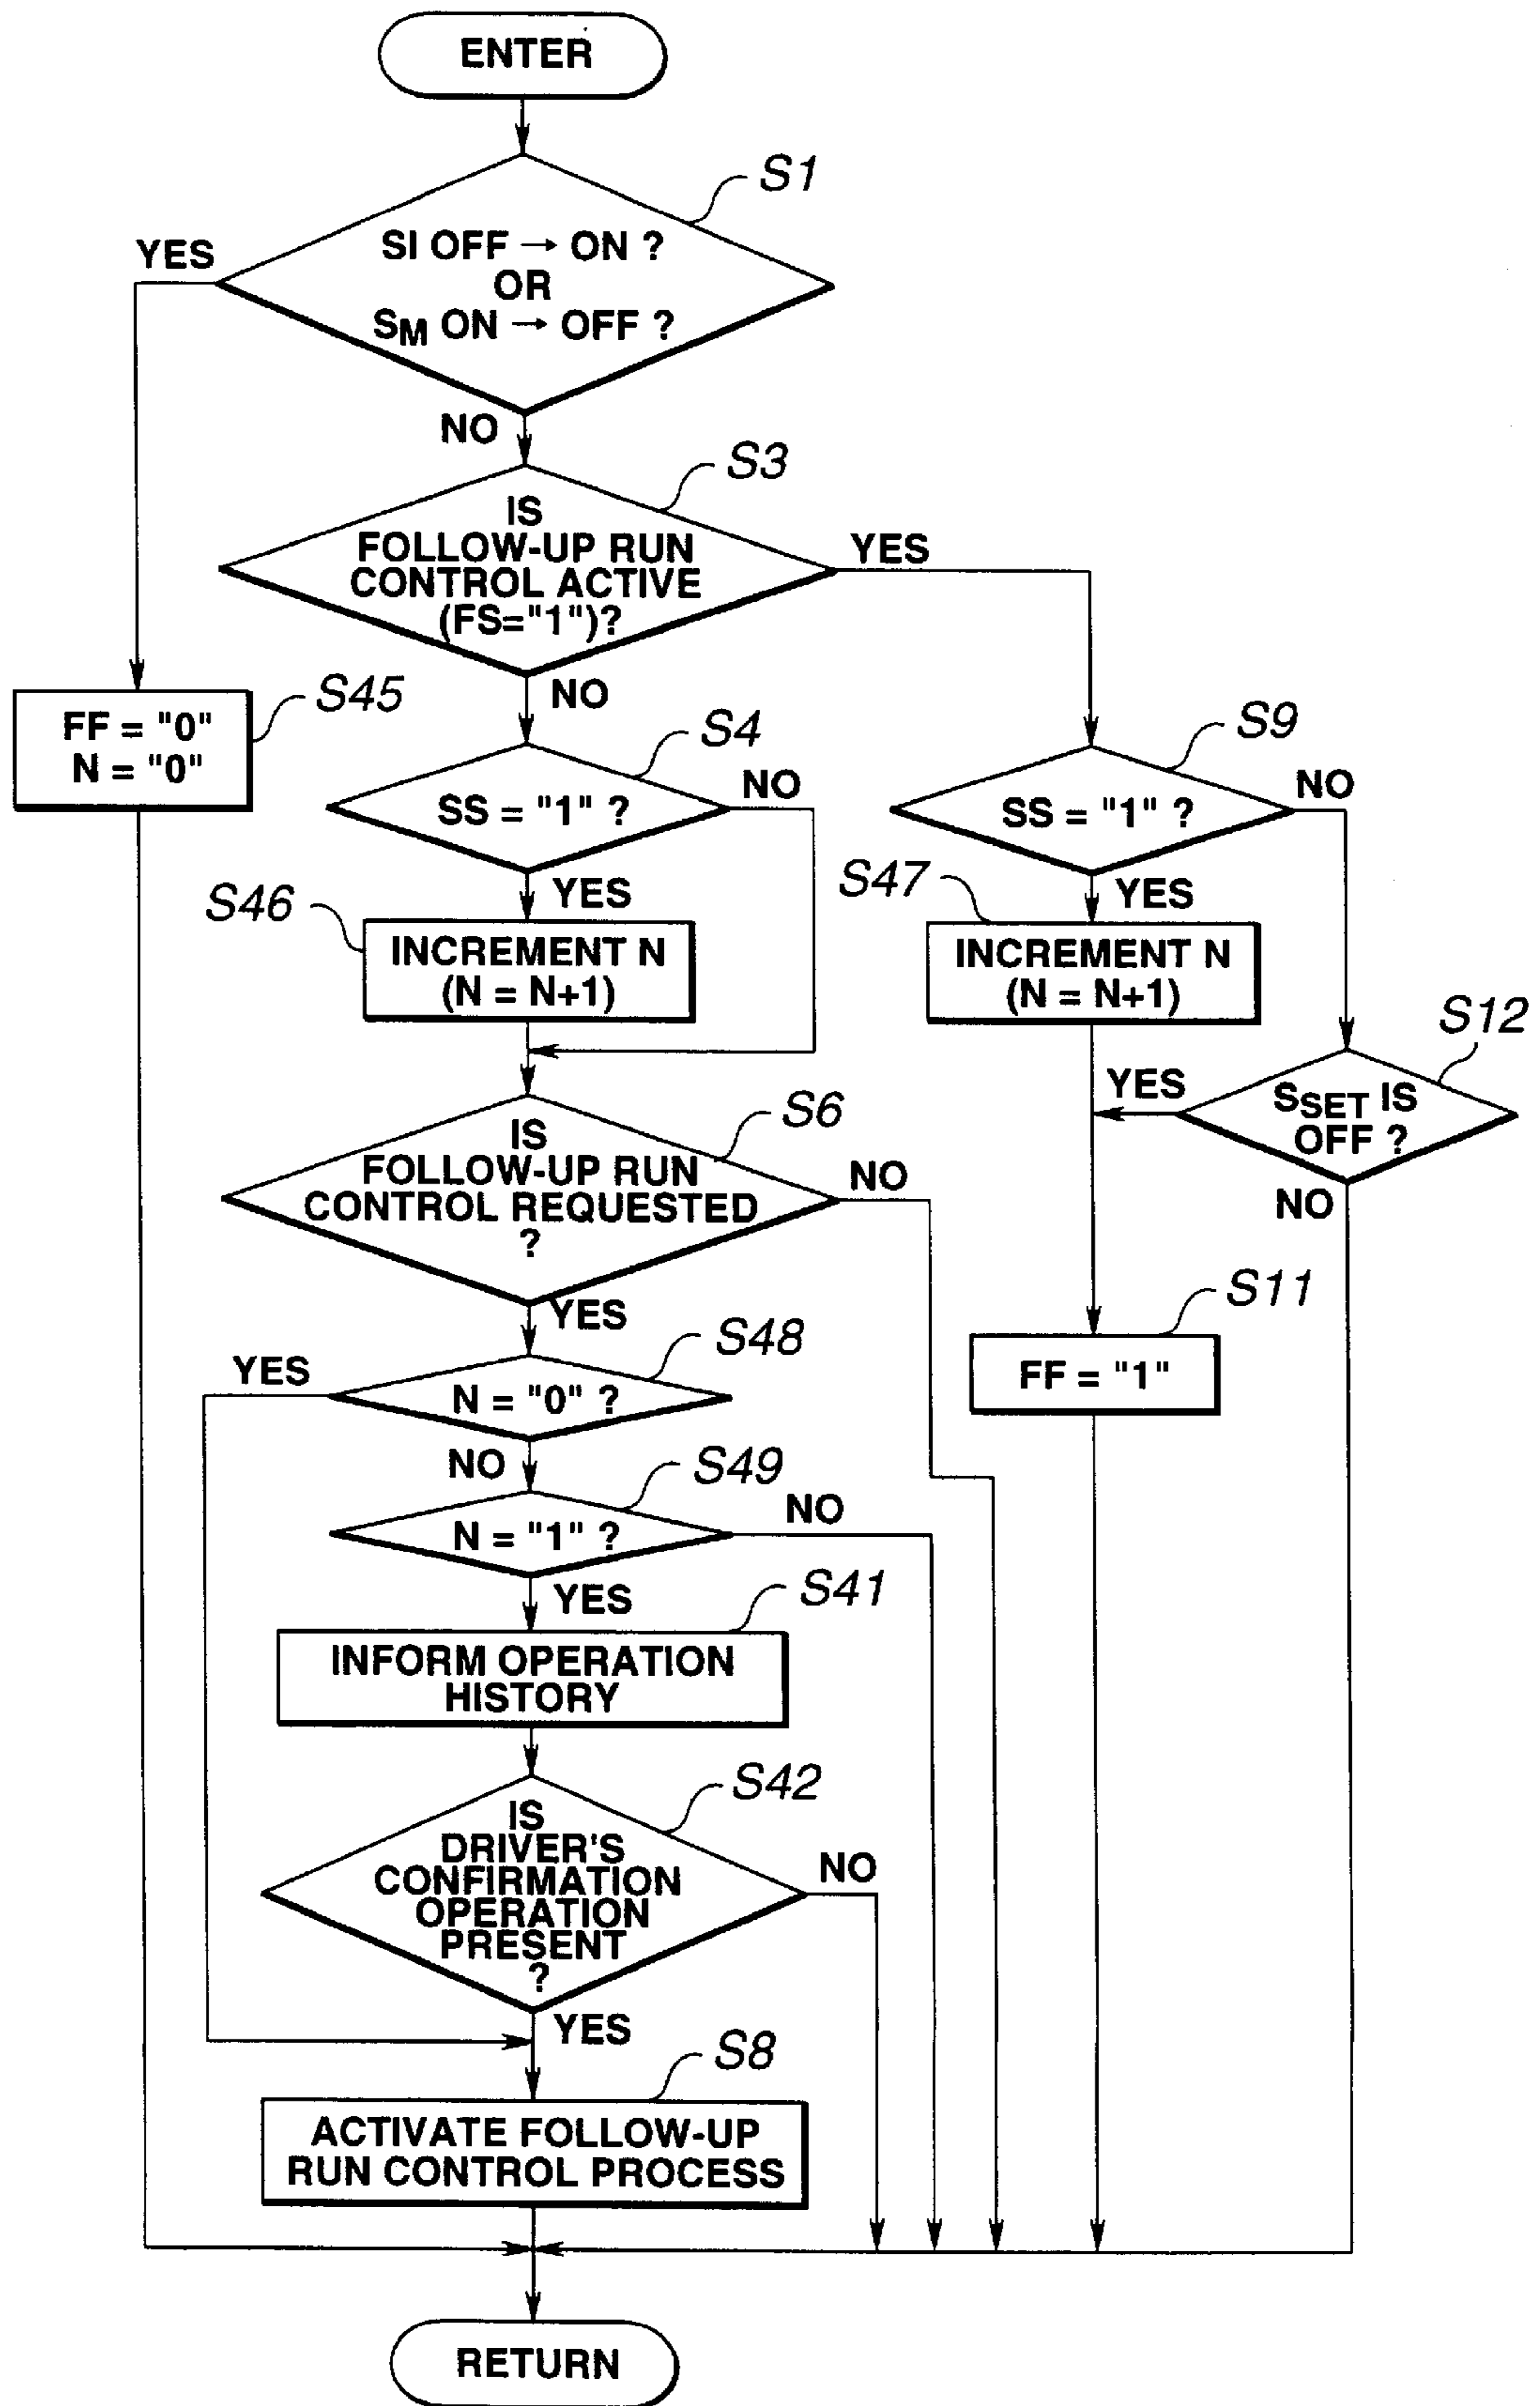 ENTER
S1
SI OFF → ON ?
OR
SM ON → OFF ?
YES
NO
S3
IS
FOLLOW-UP RUN
CONTROL ACTIVE
(FS="1")?
YES
NO
S45
FF = "0"
N = "0"
S4
SS = "1" ?
NO
YES
S9
SS = "1" ?
NO
YES
S46
INCREMENT N
(N = N+1)
S47
INCREMENT N
(N = N+1)
S12
SSET IS
OFF ?
YES
NO
S6
IS
FOLLOW-UP RUN
CONTROL REQUESTED
?
NO
YES
S11
FF = "1"
S48
N = "0" ?
YES
NO
S49
N = "1" ?
NO
YES
S41
INFORM OPERATION
HISTORY
S42
IS
DRIVER'S
CONFIRMATION
OPERATION
PRESENT
?
NO
YES
S8
ACTIVATE FOLLOW-UP
RUN CONTROL PROCESS
RETURN